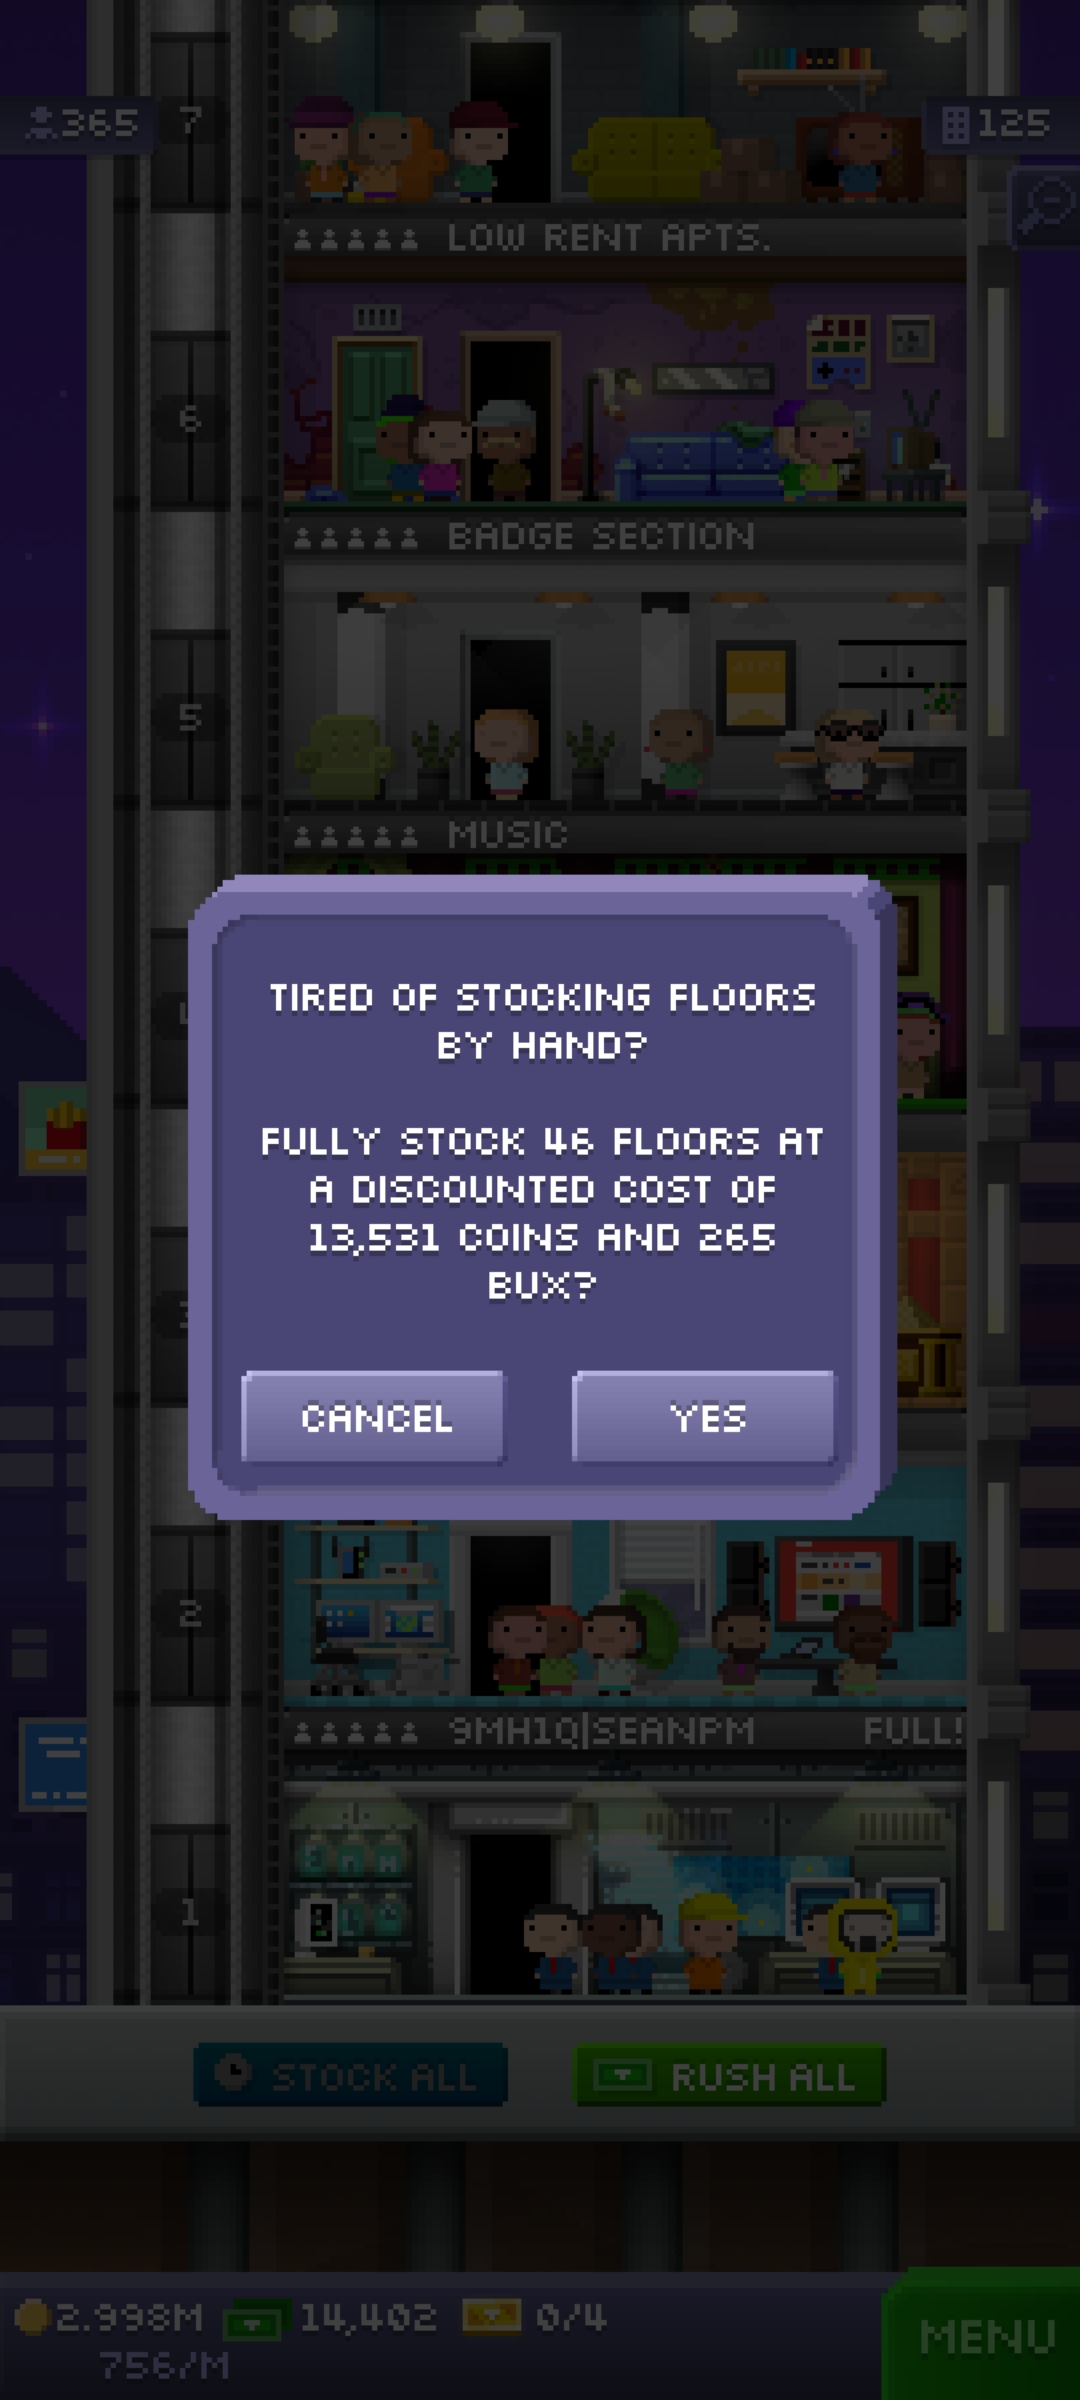 365
7
125
LOW RENT APTS.
6
BADGE SECTION
5
MUSIC
TIRED OF STOCKING FLOORS
BY HAND?
FULLY STOCK 46 FLOORS AT
A DISCOUNTED COST OF
13,531 COINS AND 265
BUX?
CANCEL
YES
2
9MH1Q|SEANPM
FULL!
1
STOCK ALL
RUSH ALL
2.998M
14,402
0/4
756/M
MENU